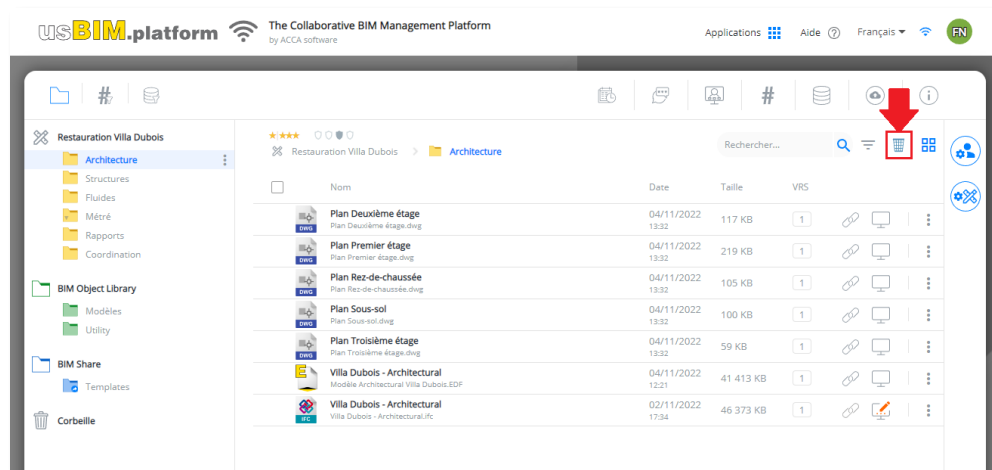 usBIM.platform
The Collaborative BIM Management Platform
by ACCA software
Applications
Aide
Français
FN
#
#
Restauration Villa Dubois
Architecture
Structures
Fluides
Métré
Rapports
Coordination
BIM Object Library
Modèles
Utility
BIM Share
Templates
Corbeille
Restauration Villa Dubois > Architecture
Rechercher...
Nom Date Taille VRS
Plan Deuxième étage 04/11/2022 117 KB 1
DWG Plan Deuxième étage.dwg 13:32
Plan Premier étage 04/11/2022 219 KB 1
DWG Plan Premier étage.dwg 13:32
Plan Rez-de-chaussée 04/11/2022 105 KB 1
DWG Plan Rez-de-chaussée.dwg 13:32
Plan Sous-sol 04/11/2022 100 KB 1
DWG Plan Sous-sol.dwg 13:32
Plan Troisième étage 04/11/2022 59 KB 1
DWG Plan Troisième étage.dwg 13:32
E Villa Dubois - Architectural 04/11/2022 41 413 KB 1
Modèle Architectural Villa Dubois.EDF 12:21
Villa Dubois - Architectural 02/11/2022 46 373 KB 1
IFC Villa Dubois - Architectural.ifc 17:34